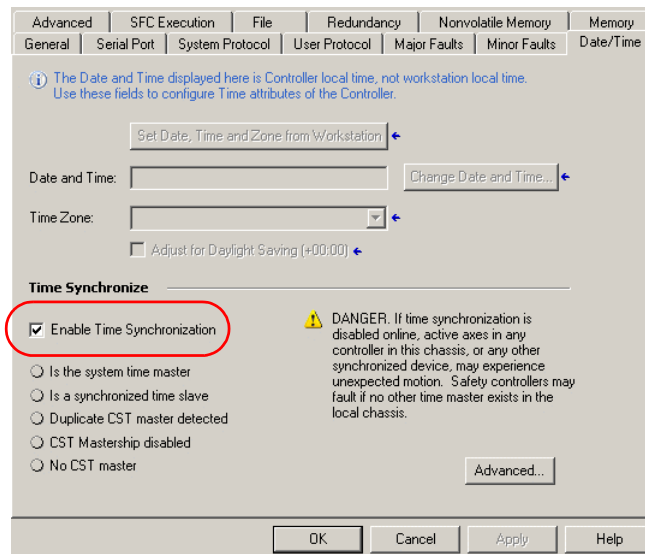 Advanced SFC Execution File Redundancy Nonvolatile Memory Memory
General Serial Port System Protocol User Protocol Major Faults Minor Faults Date/Time
The Date and Time displayed here is Controller local time, not workstation local time.
Use these fields to configure Time attributes of the Controller.
Set Date, Time and Zone from Workstation
Date and Time:
Change Date and Time...
Time Zone:
Adjust for Daylight Saving (+00:00)
Time Synchronize
Enable Time Synchronization
Is the system time master
Is a synchronized time slave
Duplicate CST master detected
CST Mastership disabled
No CST master
DANGER. If time synchronization is
disabled online, active axes in any
controller in this chassis, or any other
synchronized device, may experience
unexpected motion. Safety controllers may
fault if no other time master exists in the
local chassis.
Advanced...
OK Cancel Apply Help